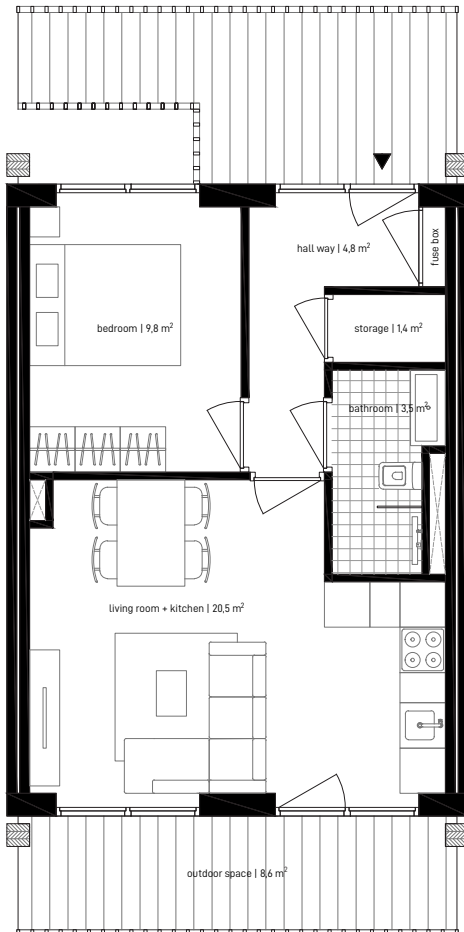 hall way | 4,8 m²
fuse box
bedroom | 9,8 m²
storage | 1,4 m²
bathroom | 3,5 m²
living room + kitchen | 20,5 m²
outdoor space | 8,6 m²